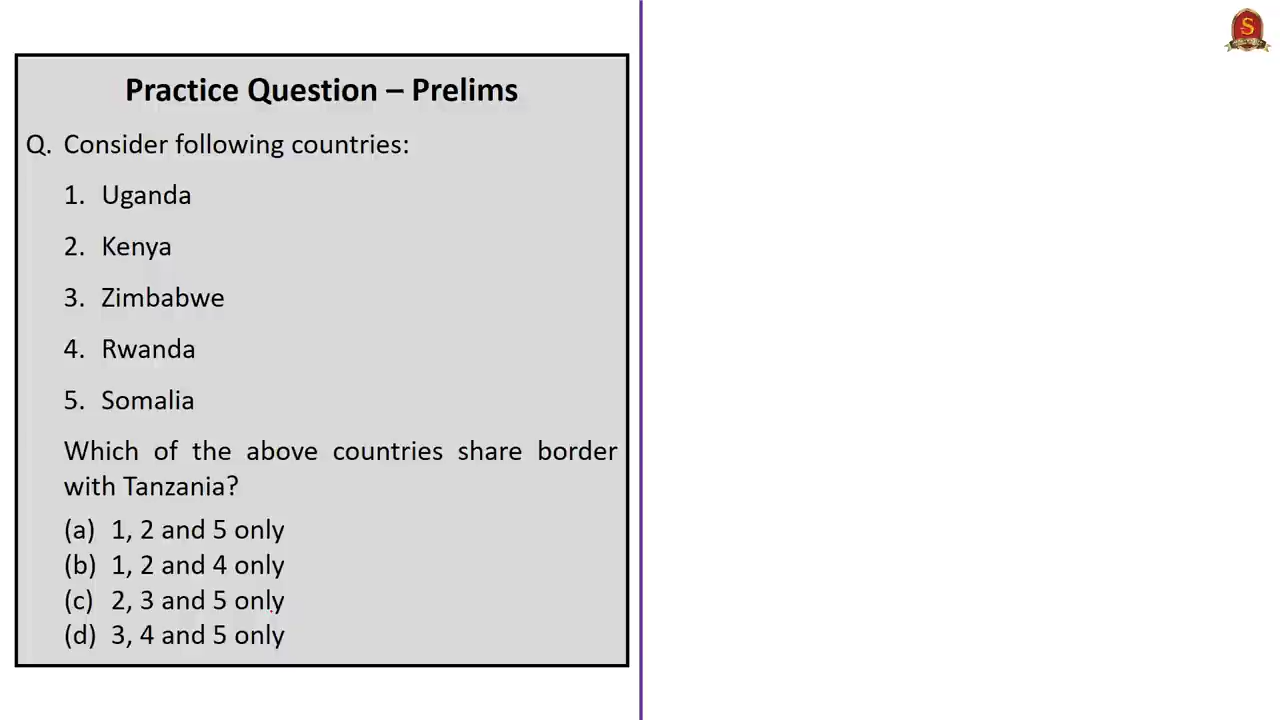 Practice Question – Prelims
Q. Consider following countries:
1. Uganda
2. Kenya
3. Zimbabwe
4. Rwanda
5. Somalia
Which of the above countries share border
with Tanzania?
(a) 1, 2 and 5 only
(b) 1, 2 and 4 only
(c) 2, 3 and 5 only
(d) 3, 4 and 5 only
S